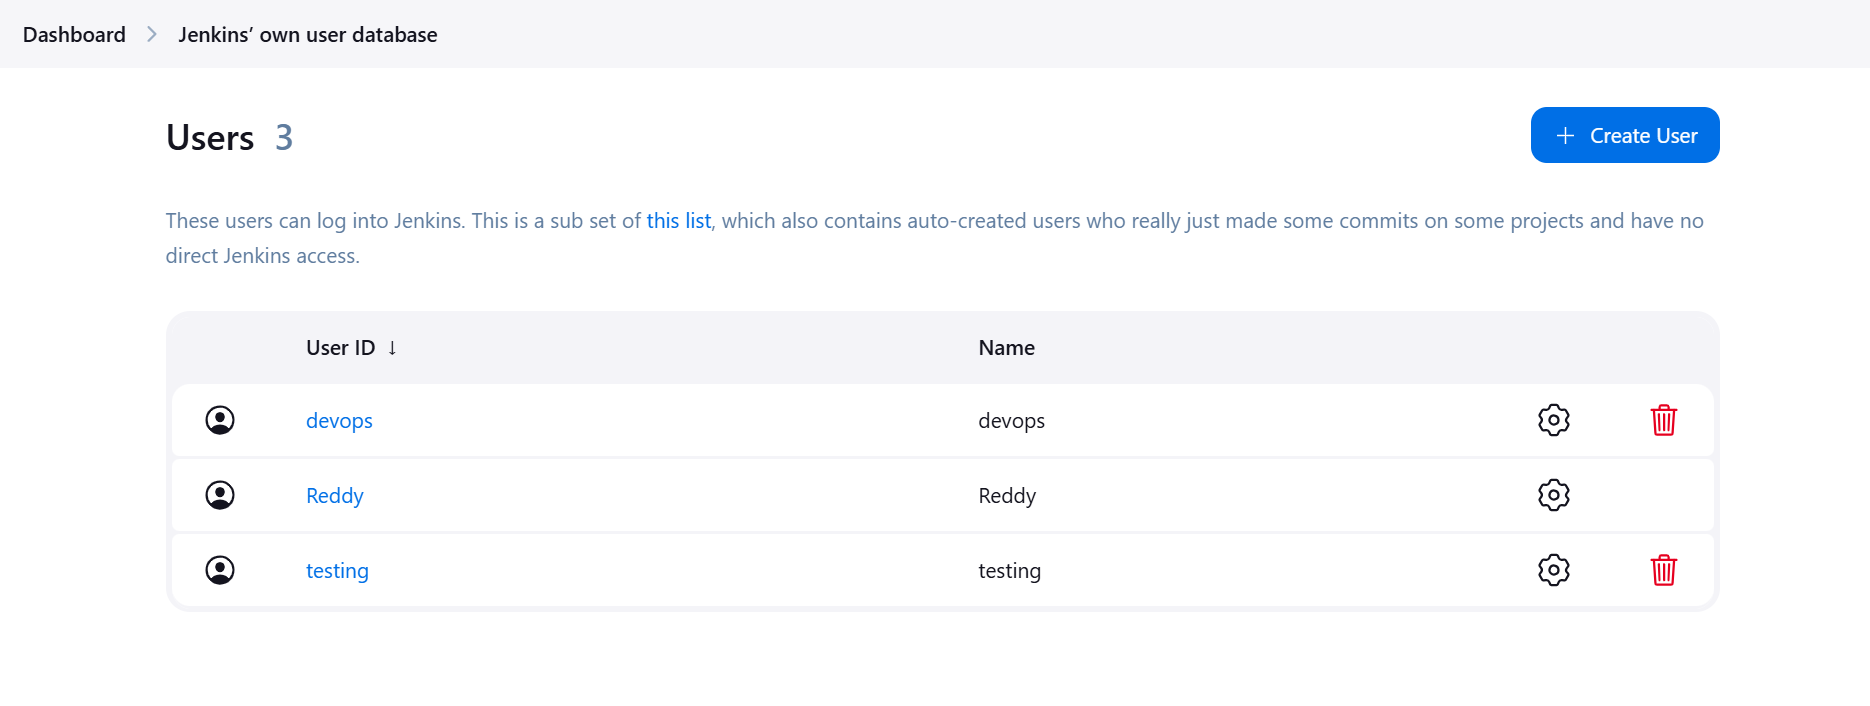 Dashboard > Jenkins’ own user database
Users 3
+ Create User
These users can log into Jenkins. This is a sub set of this list, which also contains auto-created users who really just made some commits on some projects and have no
direct Jenkins access.
User ID ↓ Name
devops devops
Reddy Reddy
testing testing